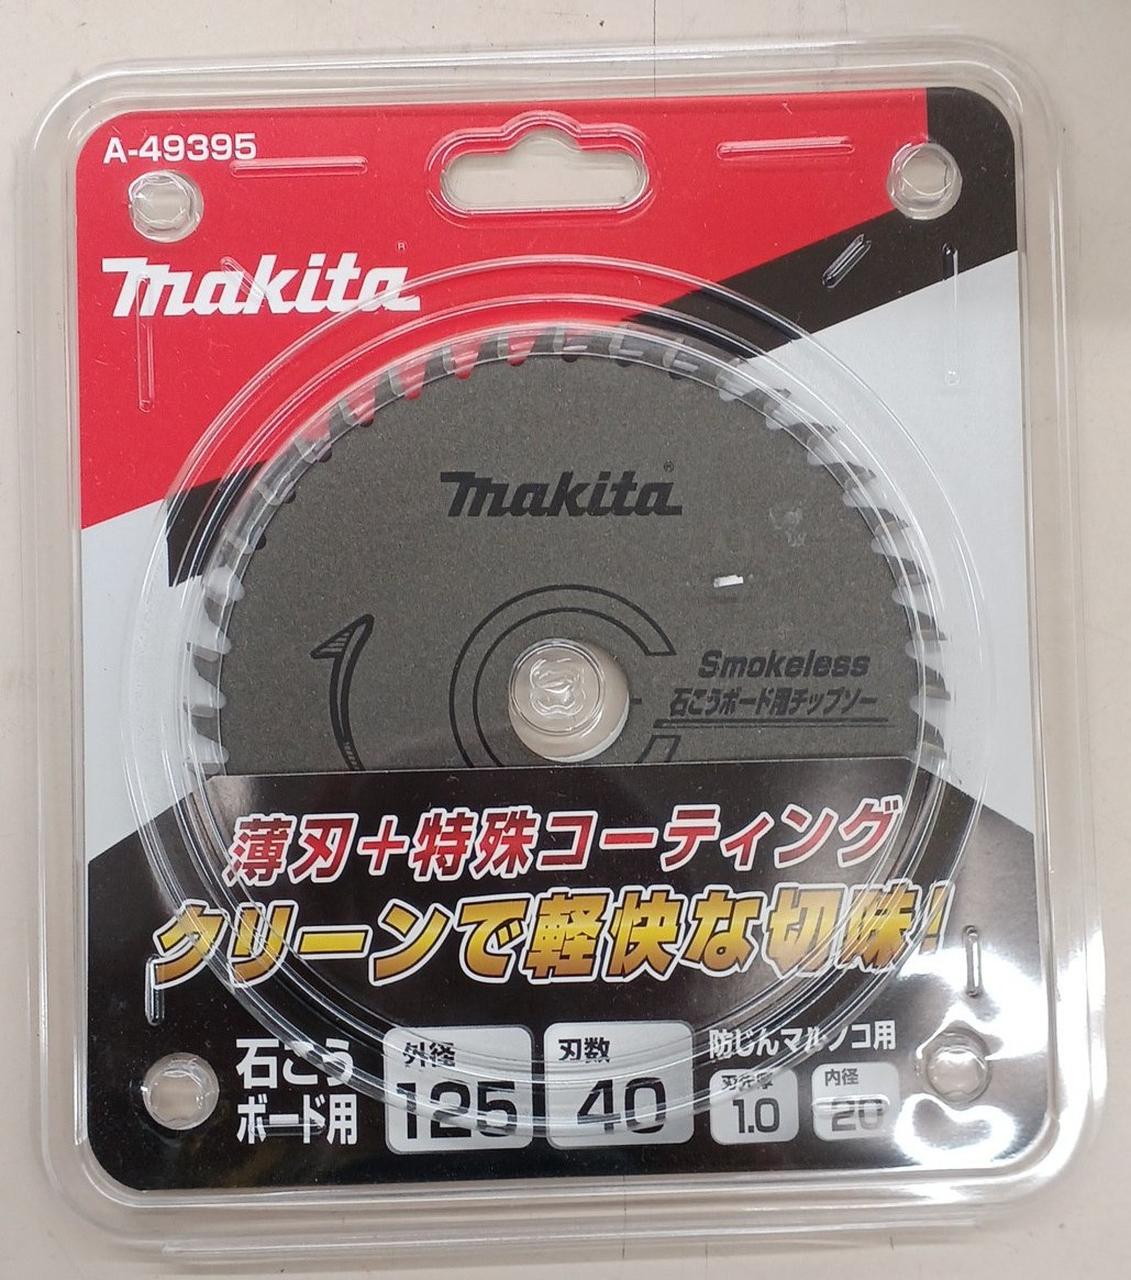 A-49395
makita®
makita®
Smokeless
石こうボード用チップソー
薄刃+特殊コーティング
クリーンで軽快な切味!
石こう
ボード用
外径
125
刃数
40
防じんマルノコ用
刃先厚
1.0
内径
20